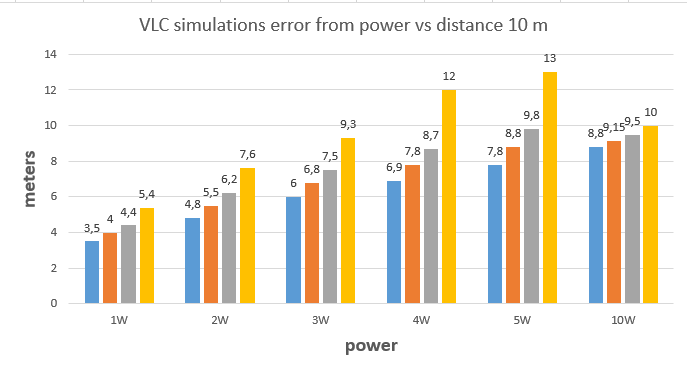 VLC simulations error from power vs distance 10 m
14
12
10
8
6
4
2
0
meters
3,5 4 4,4 5,4
4,8 5,5 6,2 7,6
6 6,8 7,5 9,3
6,9 7,8 8,7 12
7,8 8,8 9,8 13
8,8 9,15 9,5 10
1W 2W 3W 4W 5W 10W
power